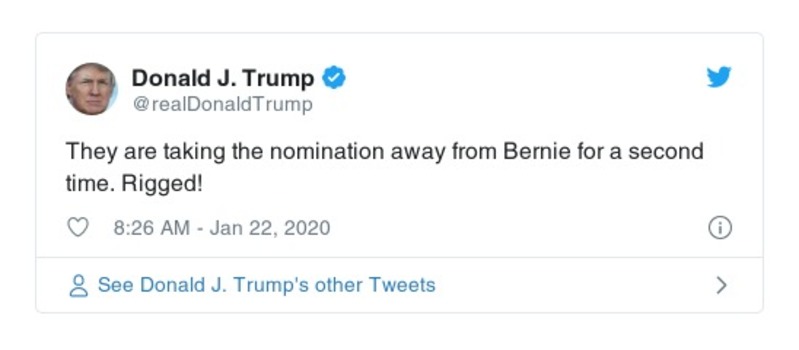 Donald J. Trump
@realDonaldTrump
They are taking the nomination away from Bernie for a second
time. Rigged!
8:26 AM - Jan 22, 2020
See Donald J. Trump's other Tweets